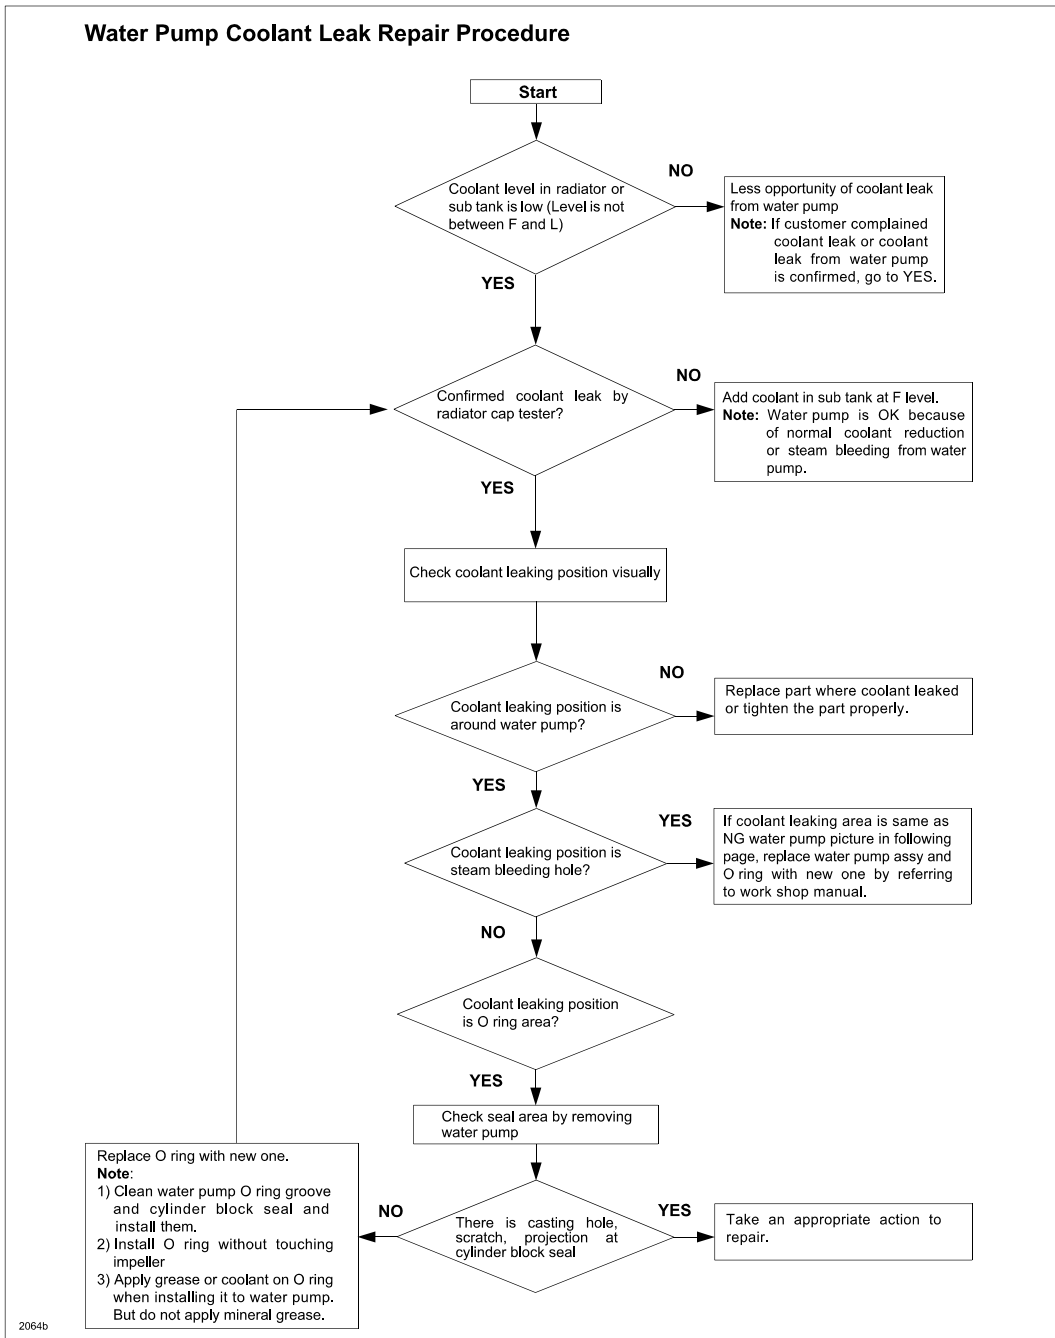 Water Pump Coolant Leak Repair Procedure
Start
Coolant level in radiator or
sub tank is low (Level is not
between F and L)
NO
Less opportunity of coolant leak
from water pump
Note: If customer complained
coolant leak or coolant
leak from water pump
is confirmed, go to YES.
YES
Confirmed coolant leak by
radiator cap tester?
NO
Add coolant in sub tank at F level.
Note: Water pump is OK because
of normal coolant reduction
or steam bleeding from water
pump.
YES
Check coolant leaking position visually
Coolant leaking position is
around water pump?
NO
Replace part where coolant leaked
or tighten the part properly.
YES
Coolant leaking position is
steam bleeding hole?
YES
If coolant leaking area is same as
NG water pump picture in following
page, replace water pump assy and
O ring with new one by referring
to work shop manual.
NO
Coolant leaking position
is O ring area?
YES
Check seal area by removing
water pump
There is casting hole,
scratch, projection at
cylinder block seal
YES
Take an appropriate action to
repair.
NO
Replace O ring with new one.
Note:
1) Clean water pump O ring groove
and cylinder block seal and
install them.
2) Install O ring without touching
impeller
3) Apply grease or coolant on O ring
when installing it to water pump.
But do not apply mineral grease.
2064b